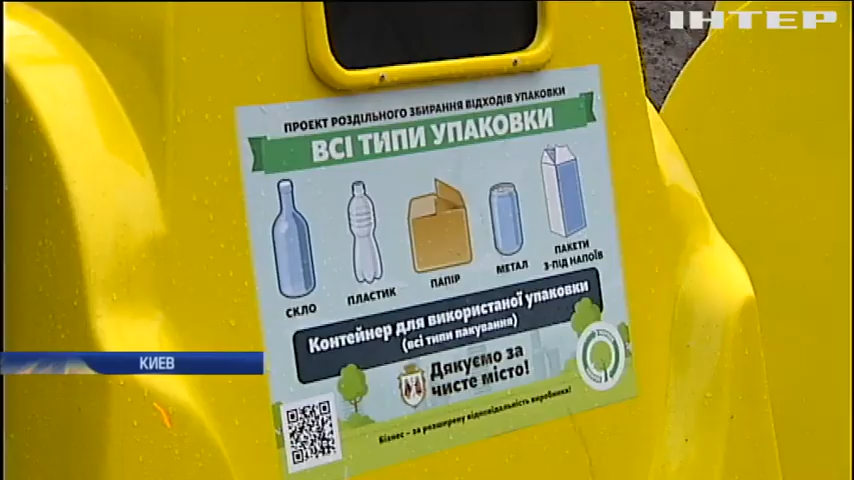 ІНТЕР
ПРОЕКТ РОЗДІЛЬНОГО ЗБИРАННЯ ВІДХОДІВ УПАКОВКИ
ВСІ ТИПИ УПАКОВКИ
СКЛО
ПЛАСТИК
ПАПІР
МЕТАЛ
ПАКЕТИ
З-ПІД НАПОЇВ
Контейнер для використаної упаковки
(всі типи пакування)
КИЕВ
Дякуємо за
чисте місто!
Бізнес – за розширену відповідальність виробника!